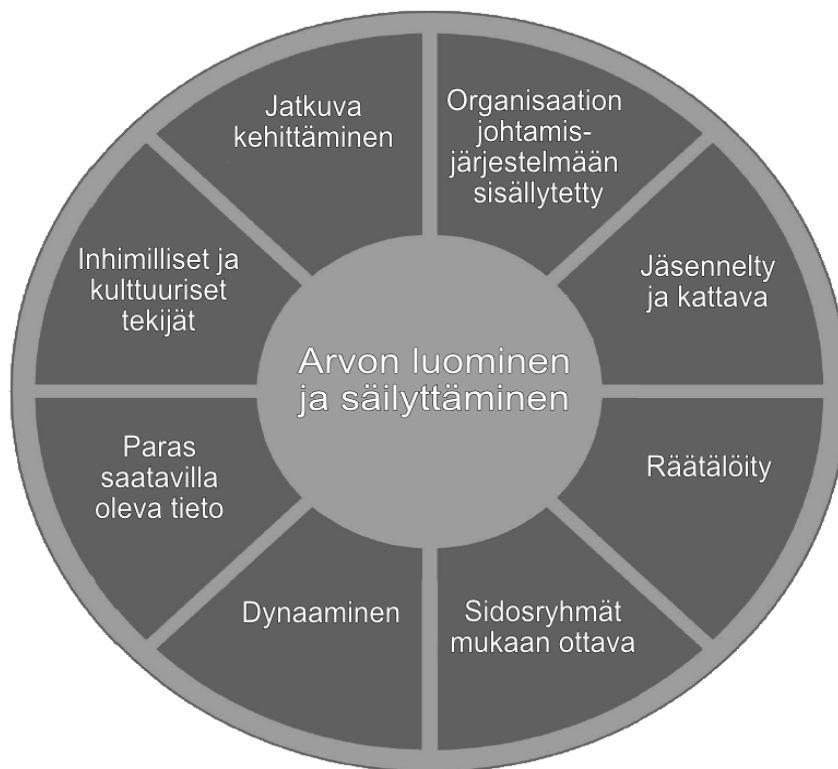 Jatkuva
kehittäminen
Organisaation
johtamis-
järjestelmään
sisällytetty
Inhimilliset ja
kulttuuriset
tekijät
Jäsennelty
ja kattava
Arvon luominen
ja säilyttäminen
Paras
saatavilla
oleva tieto
Räätälöity
Dynaaminen
Sidosryhmät
mukaan ottava